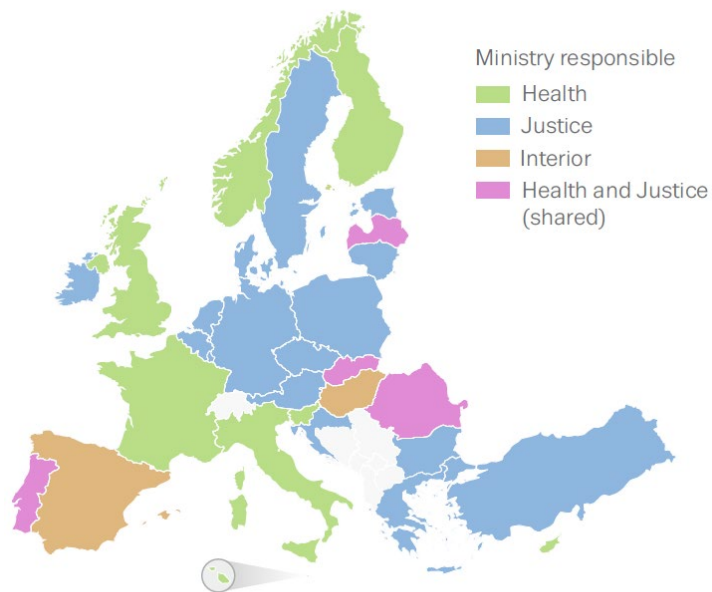 Ministry responsible
Health
Justice
Interior
Health and Justice
(shared)